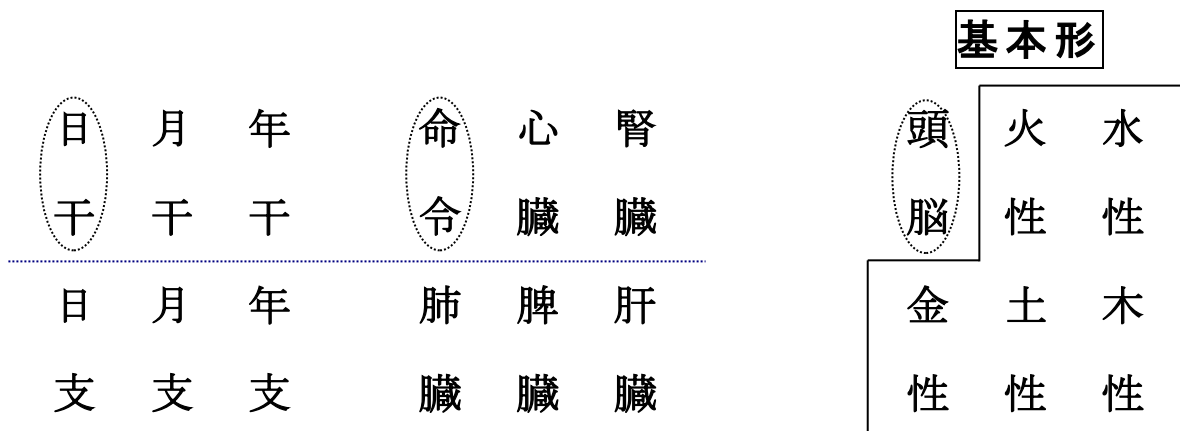 基本形
日干 月干 年干 命令 心臓 腎臓 頭脳 火性 水性
日支 月支 年支 肺臓 脾臓 肝臓 金性 土性 木性